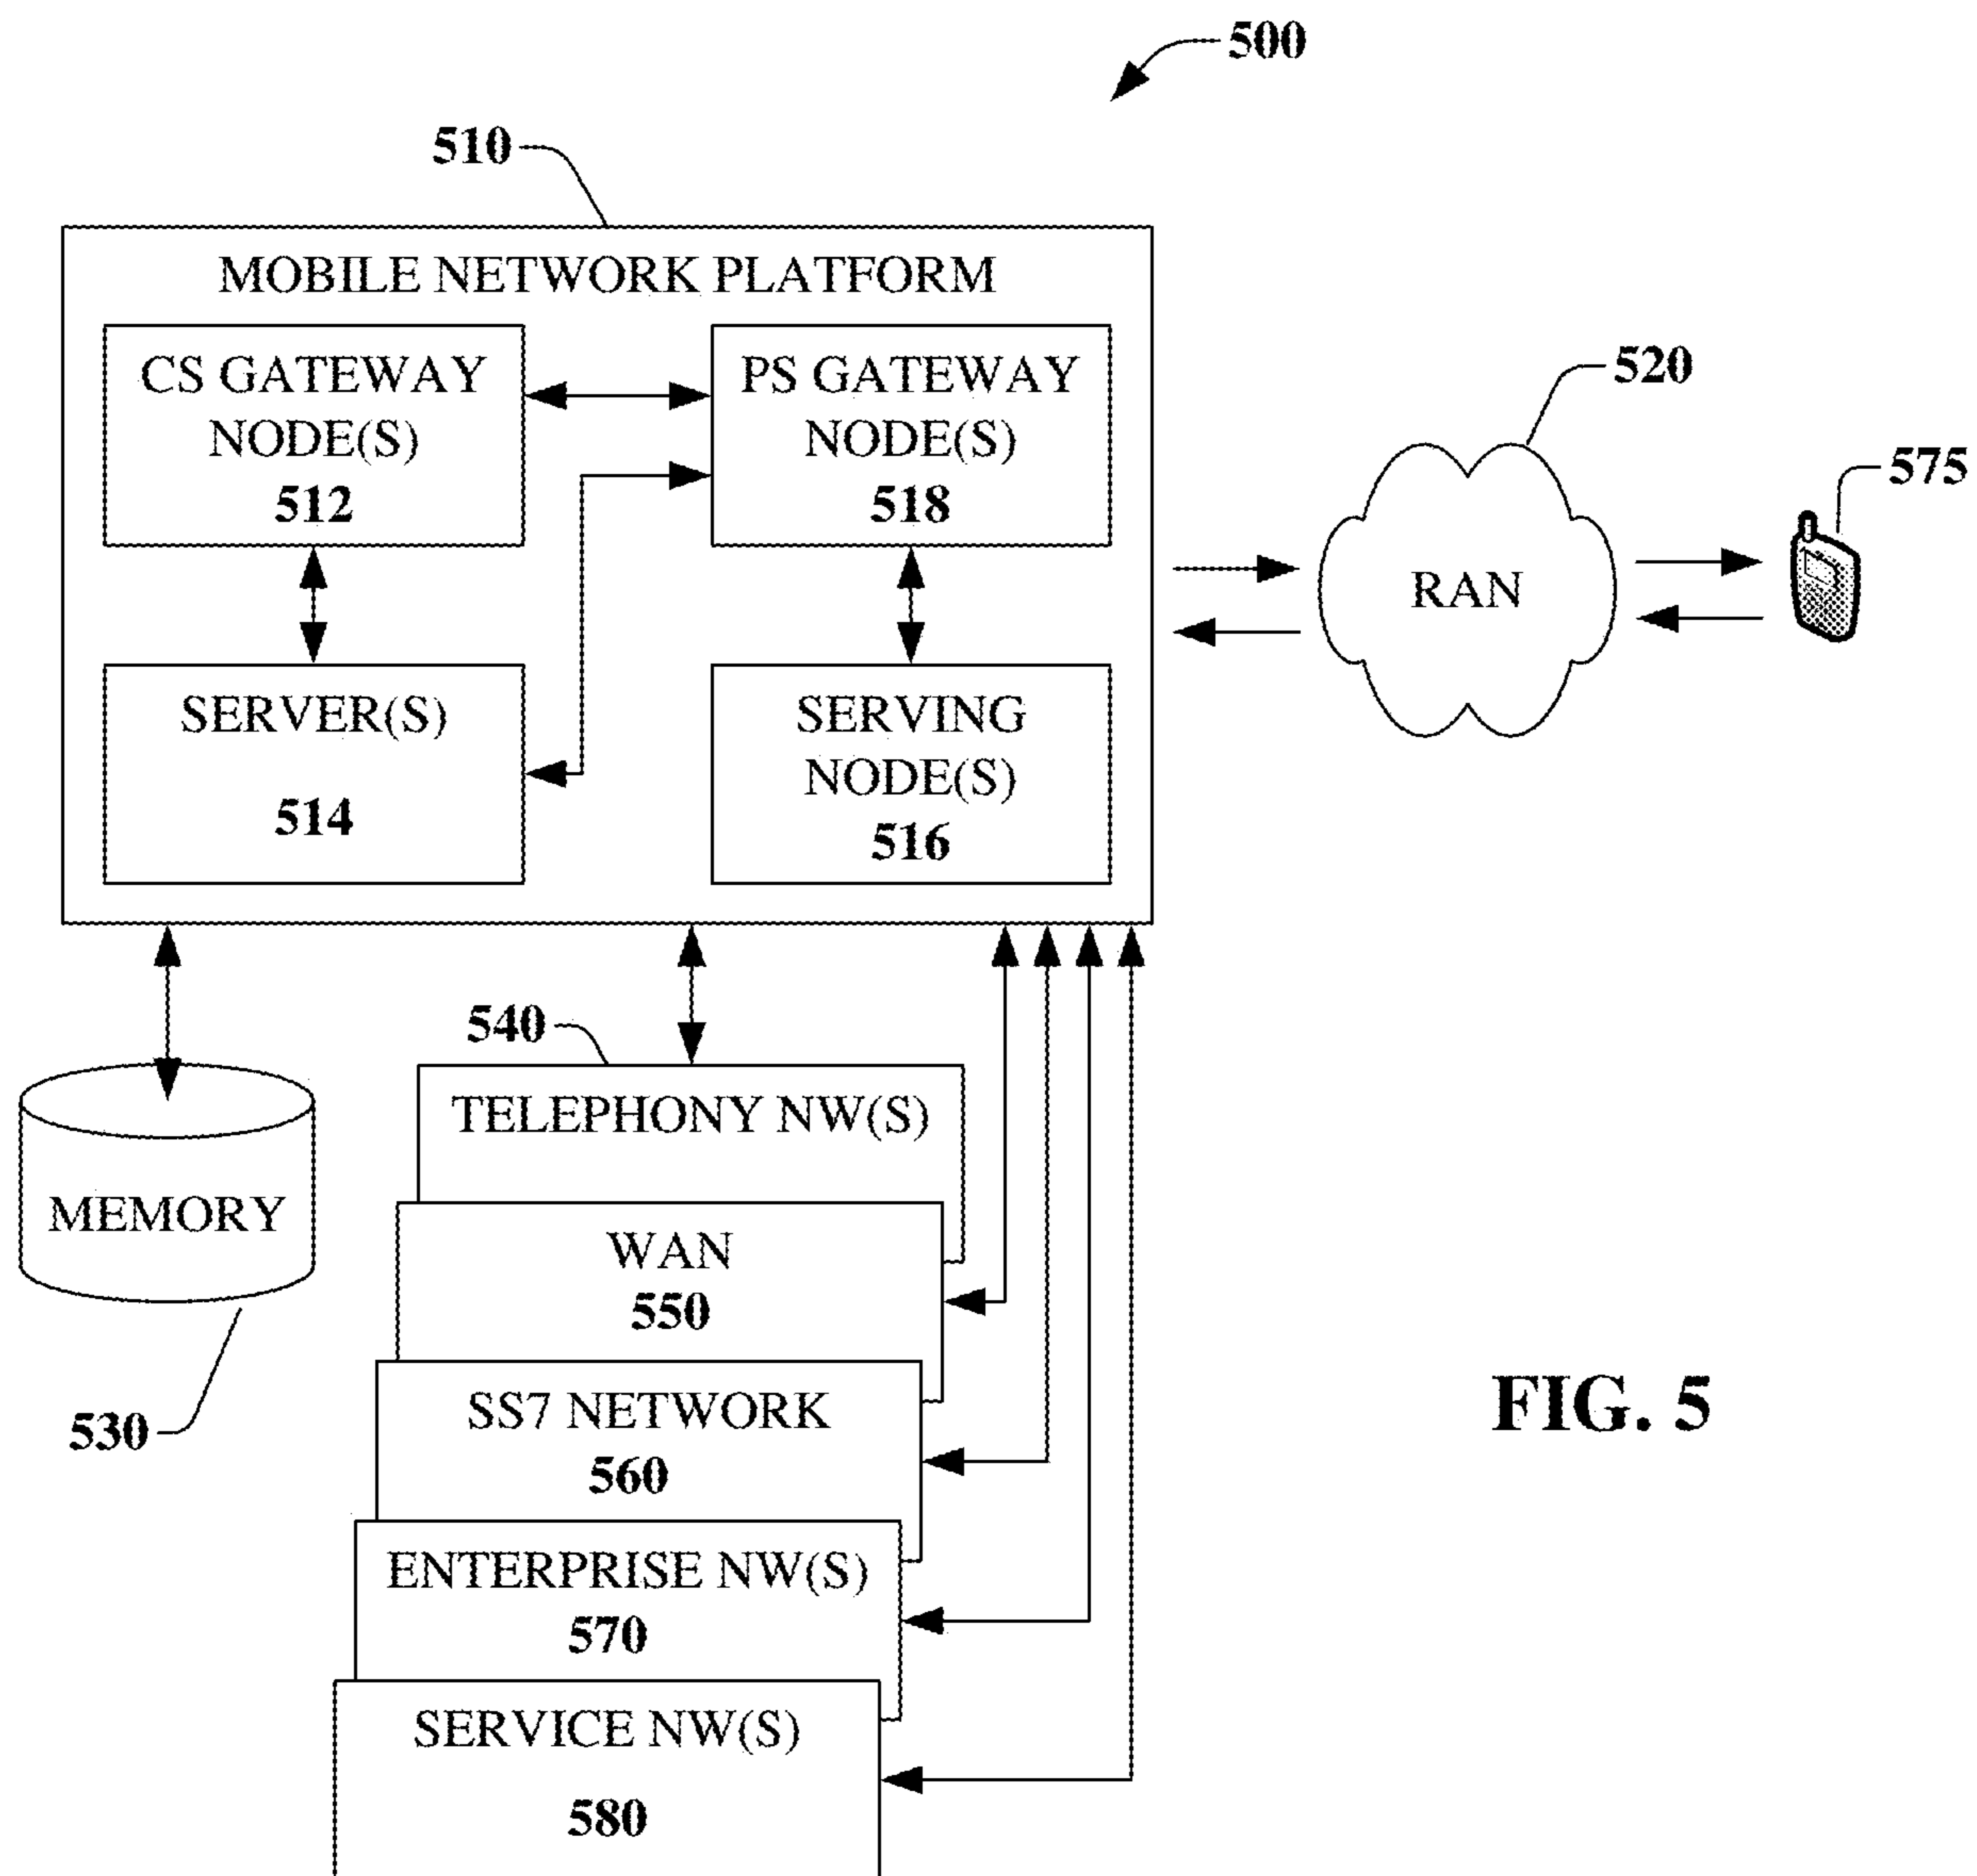 500
510
MOBILE NETWORK PLATFORM
CS GATEWAY
NODE(S)
512
PS GATEWAY
NODE(S)
518
SERVER(S)
514
SERVING
NODE(S)
516
520
RAN
575
540
TELEPHONY NW(S)
MEMORY
530
WAN
550
SS7 NETWORK
560
ENTERPRISE NW(S)
570
SERVICE NW(S)
580
FIG. 5